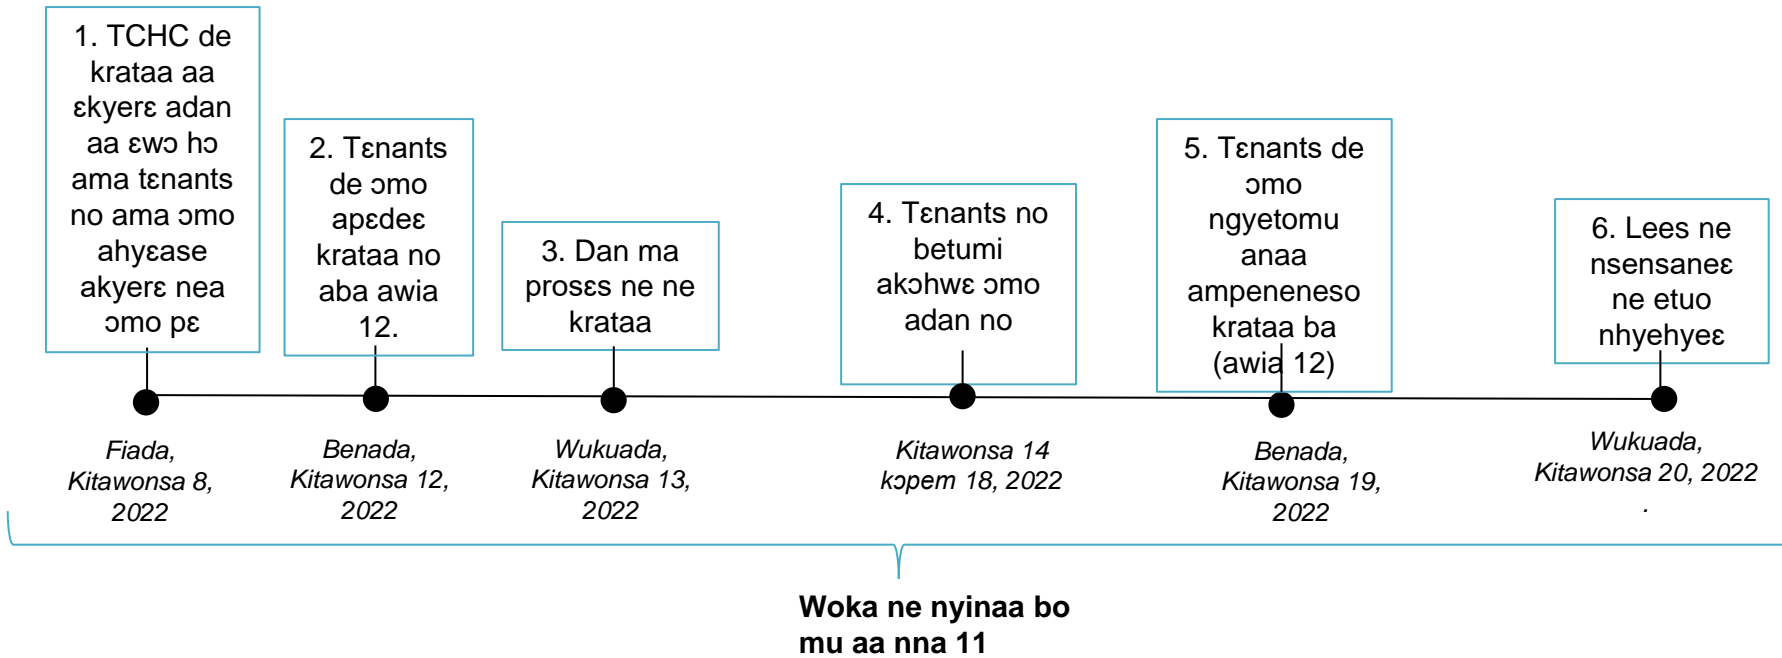 1. TCHC de
krataa aa
ɛkyerɛ adan
aa ɛwɔ hɔ
ama tɛnants
no ama ɔmo
ahyɛase
akyerɛ nea
ɔmo pɛ
2. Tɛnants
de ɔmo
apɛdeɛ
krataa no
aba awia
12.
3. Dan ma
prosɛs ne ne
krataa
4. Tɛnants no
betumi
akɔhwɛ ɔmo
adan no
5. Tɛnants de
ɔmo
ngyetomu
anaa
ampeneneso
krataa ba
(awia 12)
6. Lees ne
nsensaneɛ
ne etuo
nhyehyeɛ
Fiada,
Kitawonsa 8,
2022
Benada,
Kitawonsa 12,
2022
Wukuada,
Kitawonsa 13,
2022
Kitawonsa 14
kɔpem 18, 2022
Benada,
Kitawonsa 19,
2022
Wukuada,
Kitawonsa 20, 2022
.
Woka ne nyinaa bo
mu aa nna 11